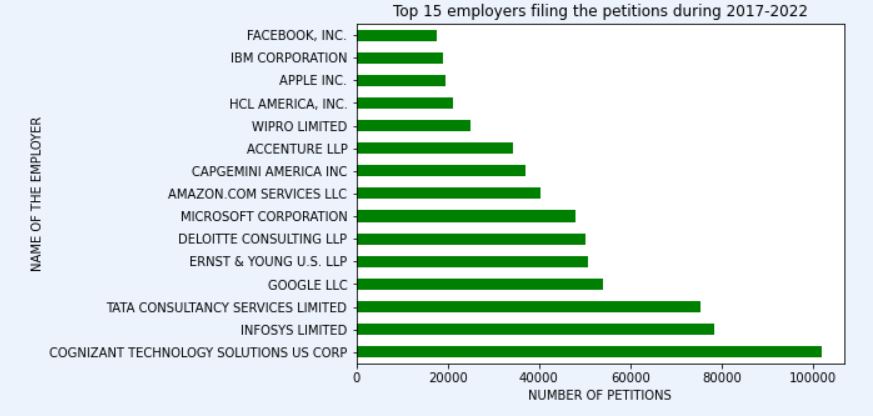 Top 15 employers filing the petitions during 2017-2022
NAME OF THE EMPLOYER
FACEBOOK, INC.
IBM CORPORATION
APPLE INC.
HCL AMERICA, INC.
WIPRO LIMITED
ACCENTURE LLP
CAPGEMINI AMERICA INC
AMAZON.COM SERVICES LLC
MICROSOFT CORPORATION
DELOITTE CONSULTING LLP
ERNST & YOUNG U.S. LLP
GOOGLE LLC
TATA CONSULTANCY SERVICES LIMITED
INFOSYS LIMITED
COGNIZANT TECHNOLOGY SOLUTIONS US CORP
0 20000 40000 60000 80000 100000
NUMBER OF PETITIONS